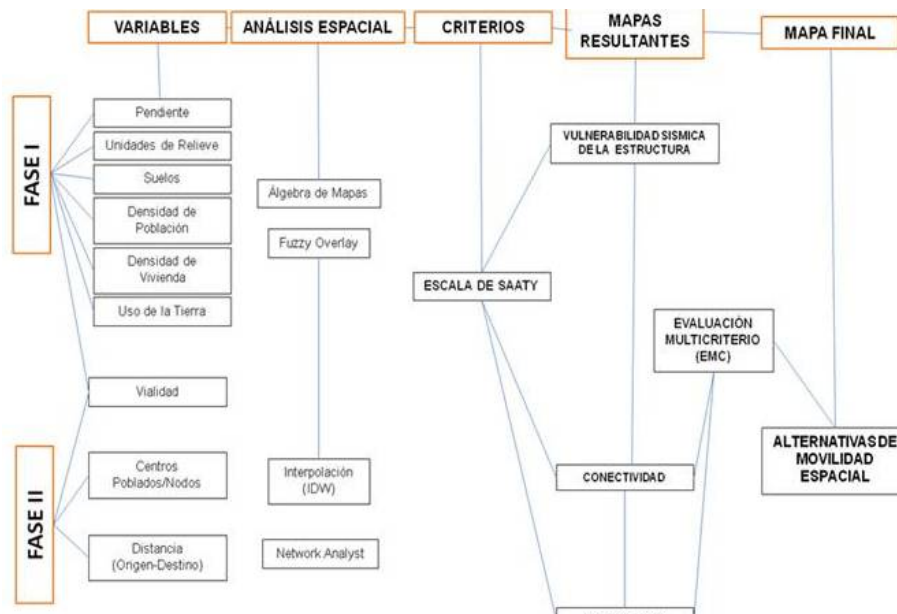 VARIABLES
ANÁLISIS ESPACIAL
CRITERIOS
MAPAS
RESULTANTES
MAPA FINAL
FASE I
Pendiente
Unidades de Relieve
Suelos
Densidad de
Población
Densidad de
Vivienda
Uso de la Tierra
Vialidad
FASE II
Centros
Poblados/Nodos
Distancia
(Origen-Destino)
Álgebra de Mapas
Fuzzy Overlay
Interpolación
(IDW)
Network Analyst
ESCALA DE SAATY
VULNERABILIDAD SÍSMICA
DE LA ESTRUCTURA
CONECTIVIDAD
EVALUACIÓN
MULTICRITERIO
(EMC)
ALTERNATIVAS DE
MOVILIDAD
ESPACIAL